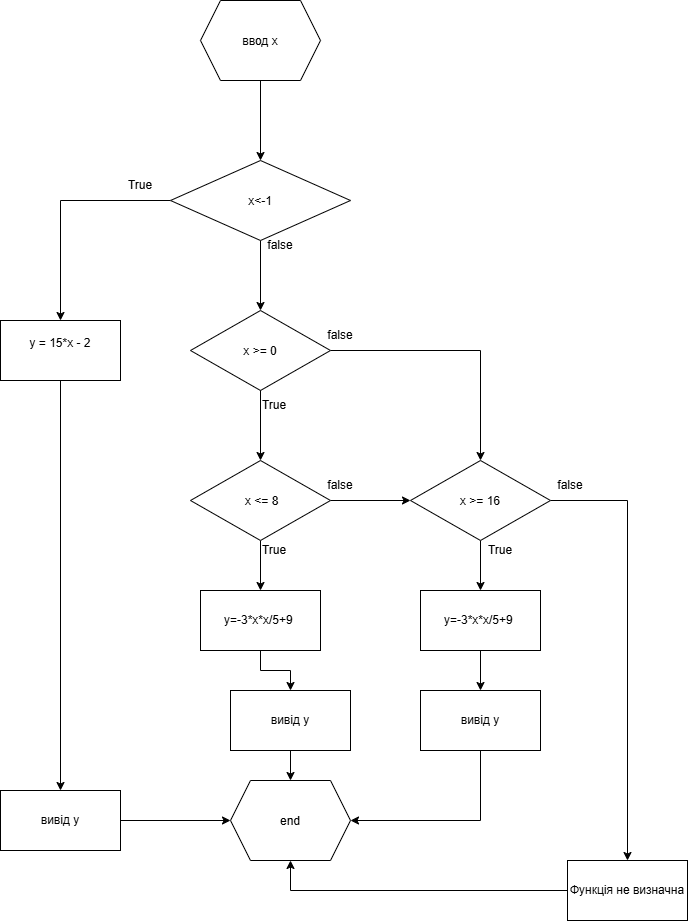 ввод x
True
x<-1
false
y = 15*x - 2
false
x >= 0
True
false
false
x <= 8
x >= 16
True
True
y=-3*x*x/5+9
y=-3*x*x/5+9
вивід y
вивід y
вивід y
end
Функція не визначна